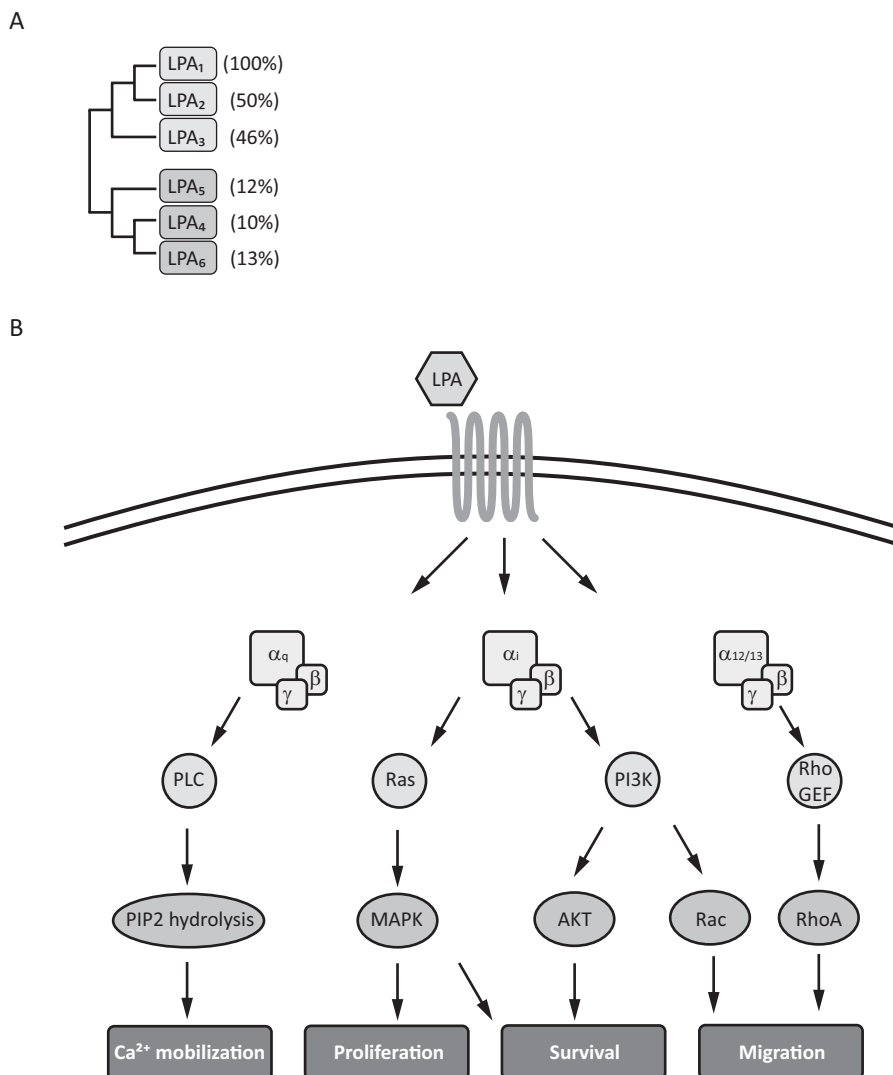 A
LPA₁ (100%)
LPA₂ (50%)
LPA₃ (46%)
LPA₅ (12%)
LPA₄ (10%)
LPA₆ (13%)
B
LPA
αq γ β
αi γ β
α12/13 γ β
PLC
Ras
PI3K
Rho
GEF
PIP2 hydrolysis
MAPK
AKT
Rac
RhoA
Ca²⁺ mobilization
Proliferation
Survival
Migration